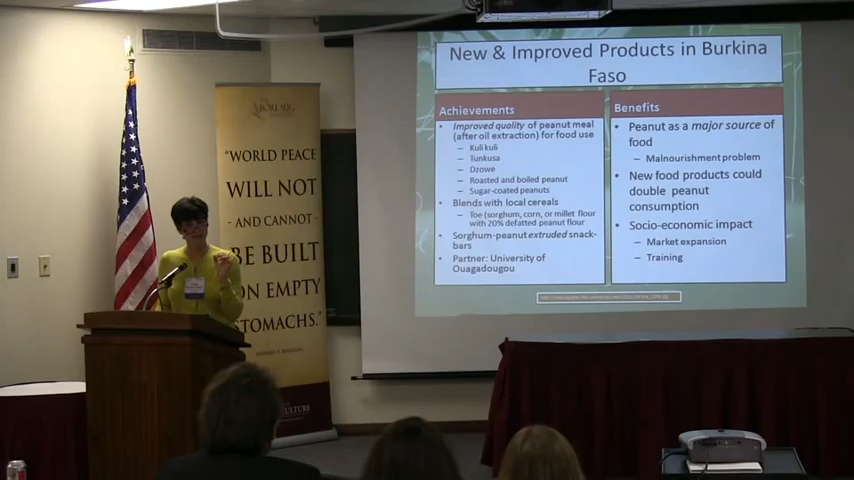 BORLAUG
"WORLD PEACE
WILL NOT
AND CANNOT
BE BUILT
ON EMPTY
STOMACHS."
CULTURE
New & Improved Products in Burkina
Faso
Achievements
• Improved quality of peanut meal
(after oil extraction) for food use
– Kuli kuli
– Tunkusa
– Dzowe
– Roasted and boiled peanut
– Sugar-coated peanuts
• Blends with local cereals
– Toe (sorghum, corn, or millet flour
with 20% defatted peanut flour
• Sorghum-peanut extruded snack-
bars
• Partner: University of
Ouagadougou
Benefits
• Peanut as a major source of
food
– Malnourishment problem
• New food products could
double peanut
consumption
• Socio-economic impact
– Market expansion
– Training